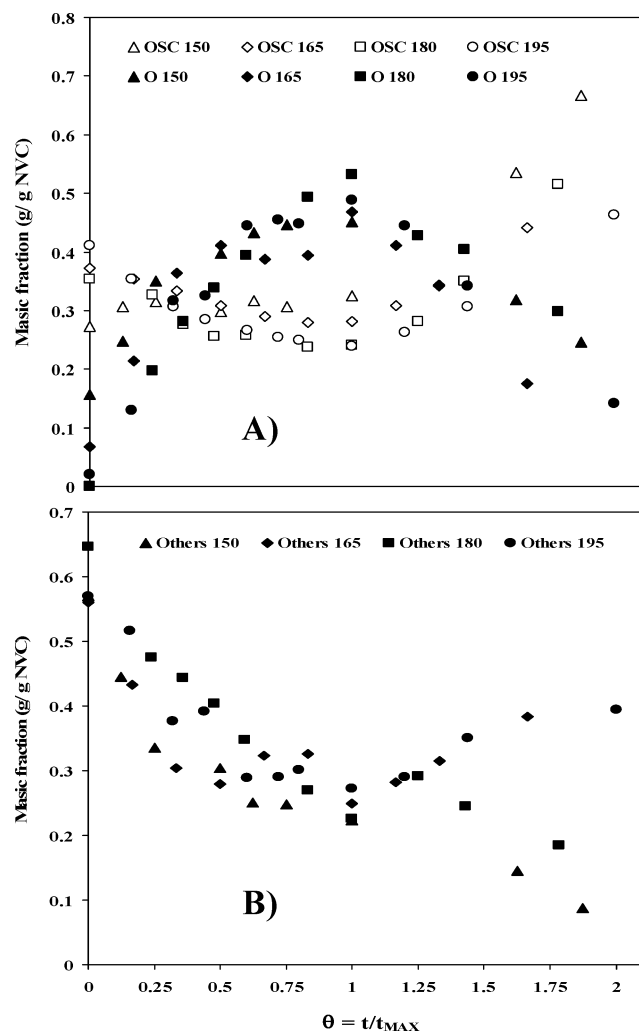 0.8
OSC 150 OSC 165 OSC 180 OSC 195
O 150 O 165 O 180 O 195
0.7
0.6
0.5
0.4
0.3
0.2
0.1
0
Masic fraction (g/ g NVC)
A)
0.7
Others 150 Others 165 Others 180 Others 195
0.6
0.5
0.4
0.3
0.2
0.1
0
Masic fraction (g/ g NVC)
B)
0 0.25 0.5 0.75 1 1.25 1.5 1.75 2
θ = t/tMAX